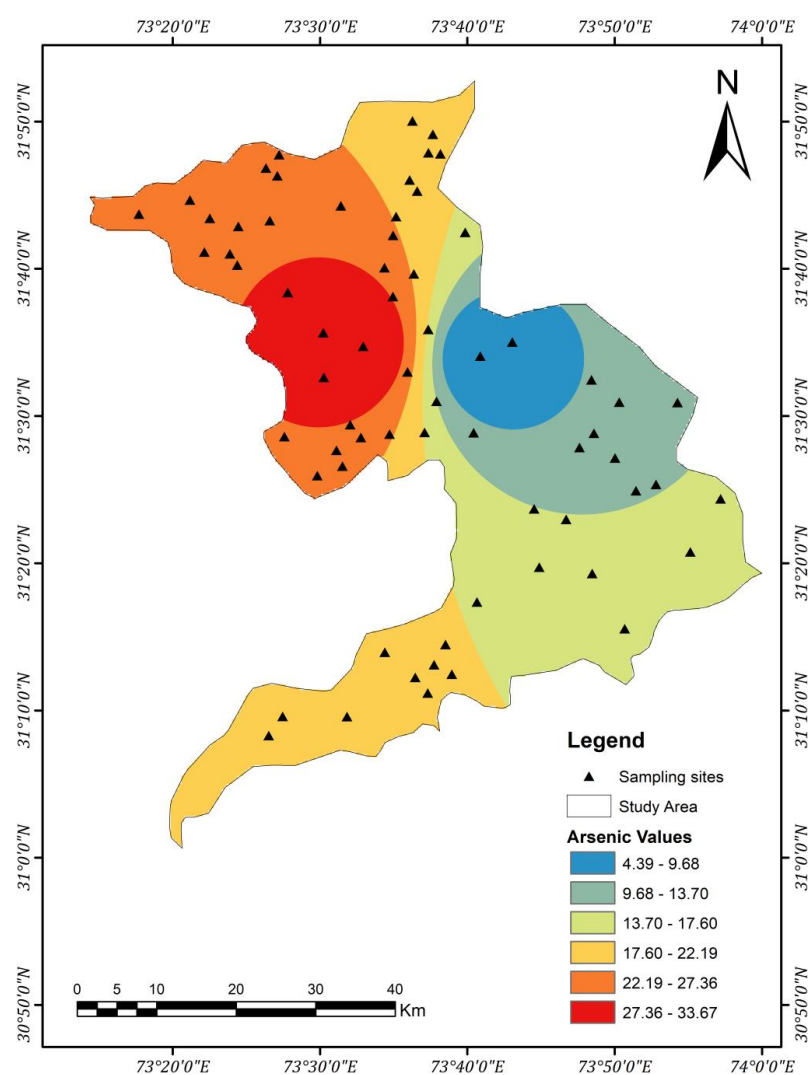 73°20'0"E 73°30'0"E 73°40'0"E 73°50'0"E 74°0'0"E
N
31°50'0"N 31°50'0"N
31°40'0"N 31°40'0"N
31°30'0"N 31°30'0"N
31°20'0"N 31°20'0"N
31°10'0"N 31°10'0"N
31°0'0"N 31°0'0"N
30°50'0"N 30°50'0"N
Legend
Sampling sites
Study Area
Arsenic Values
4.39 - 9.68
9.68 - 13.70
13.70 - 17.60
17.60 - 22.19
22.19 - 27.36
27.36 - 33.67
0 5 10 20 30 40
Km
73°20'0"E 73°30'0"E 73°40'0"E 73°50'0"E 74°0'0"E